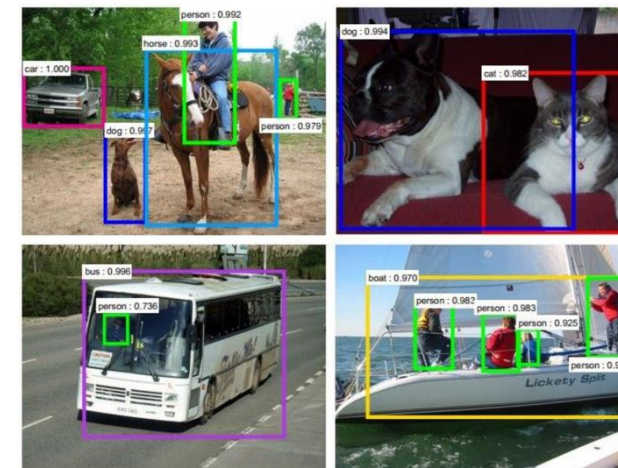 person : 0.992
horse : 0.993
car : 1.000
dog : 0.997
person : 0.979
dog : 0.994
cat : 0.982
bus : 0.996
person : 0.736
boat : 0.970
person : 0.983
person : 0.983
person : 0.925
Lickety Split